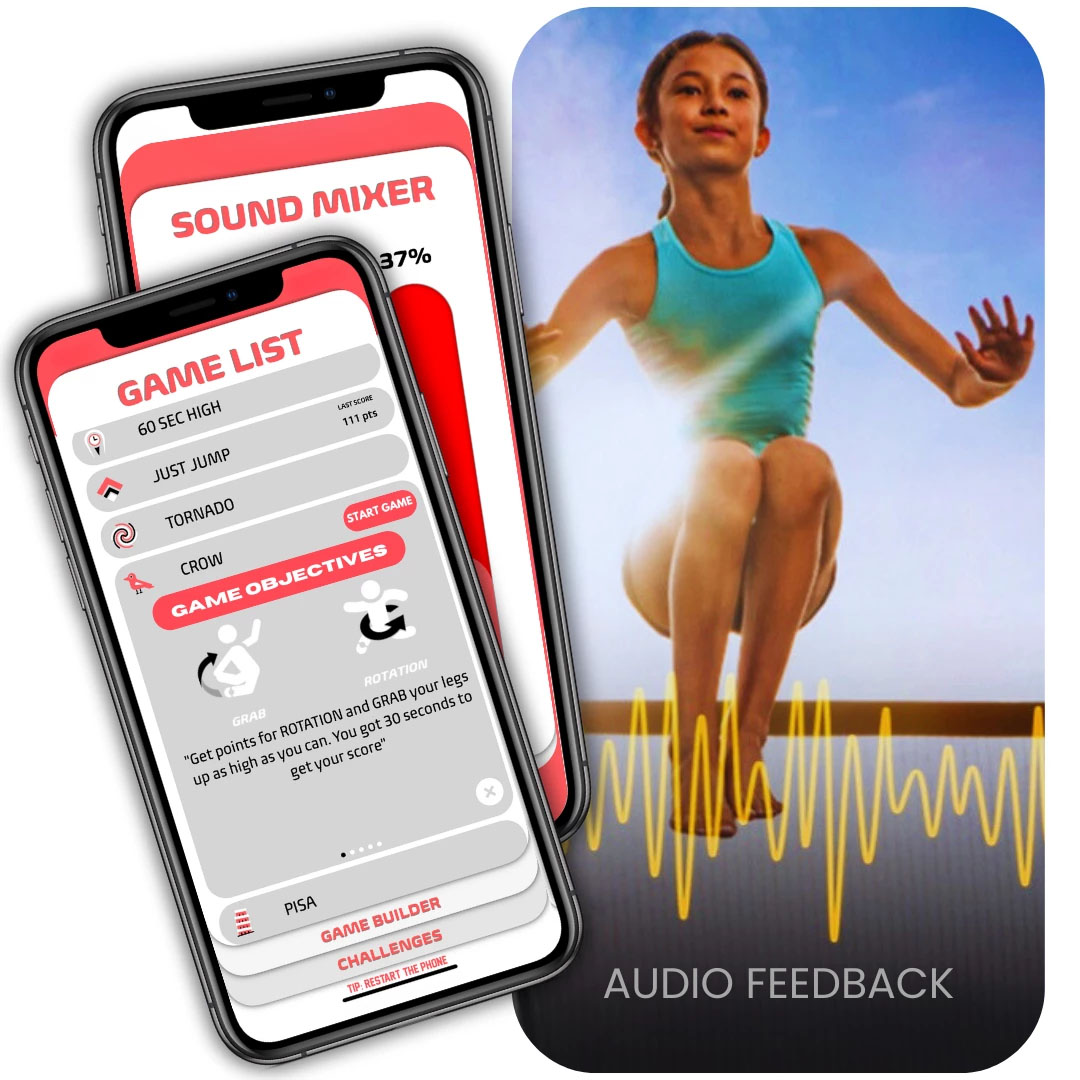 SOUND MIXER
37%
GAME LIST
60 SEC HIGH
LAST SCORE
111 pts
JUST JUMP
TORNADO
CROW
START GAME
GAME OBJECTIVES
GRAB
ROTATION
"Get points for ROTATION and GRAB your legs
up as high as you can. You got 30 seconds to
get your score"
PISA
GAME BUILDER
CHALLENGES
TIP: RESTART THE PHONE
AUDIO FEEDBACK